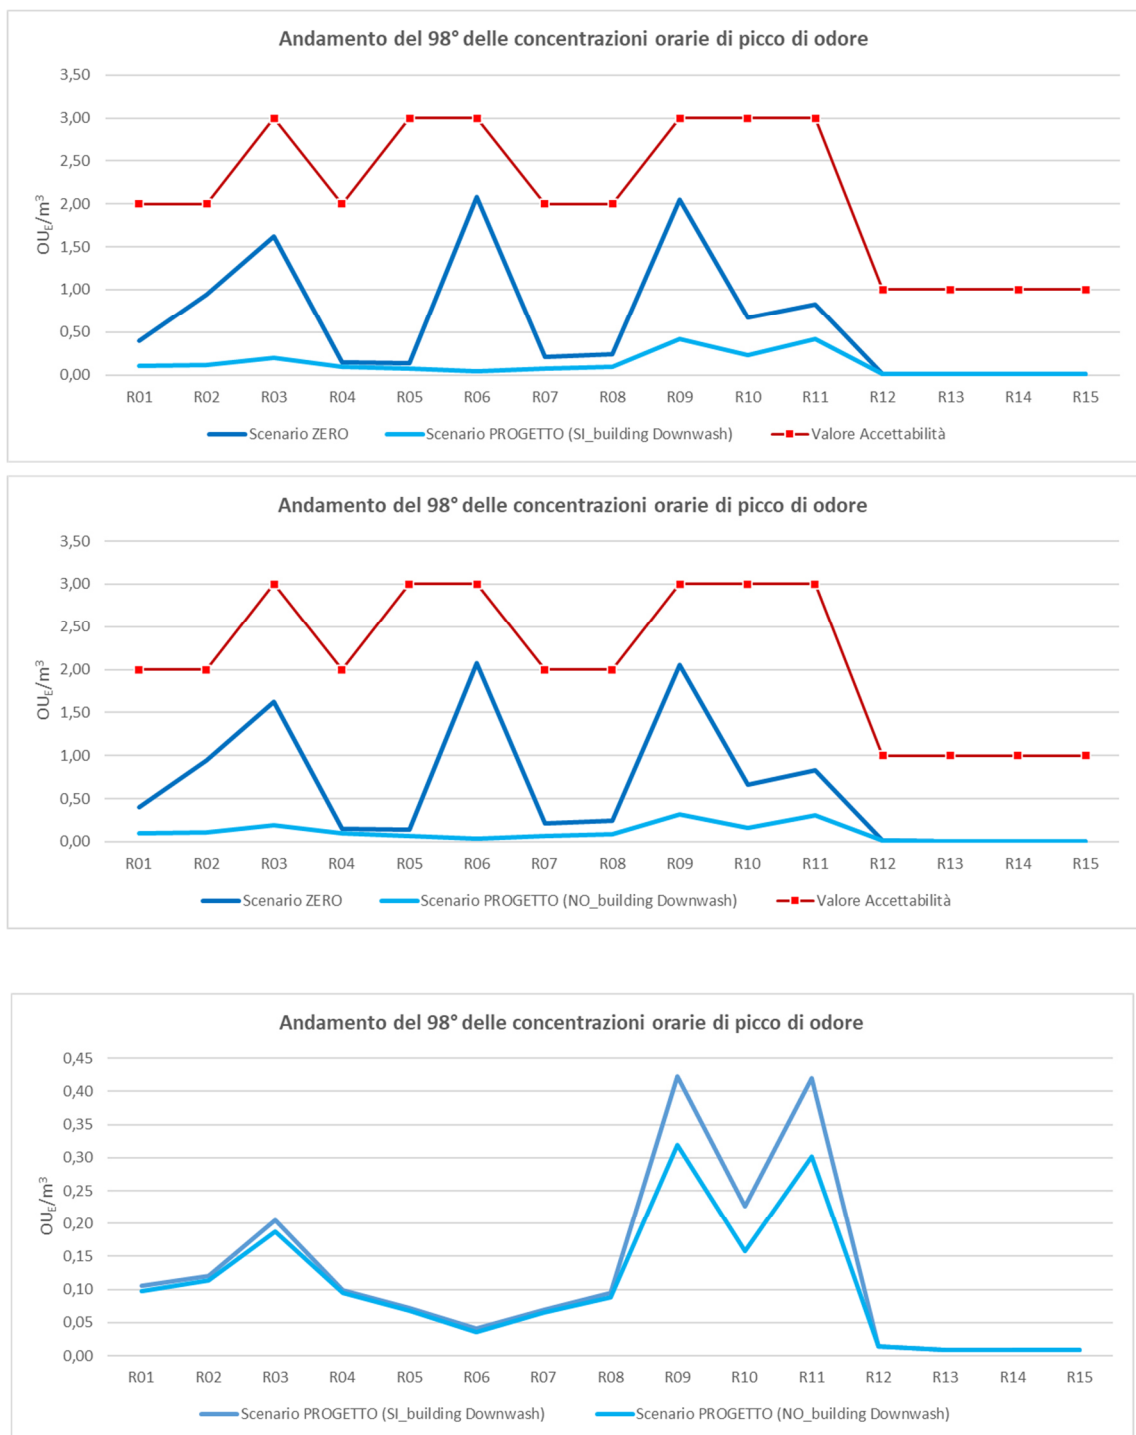 Andamento del 98° delle concentrazioni orarie di picco di odore
3,50
3,00
2,50
2,00
1,50
1,00
0,50
0,00
OUE/m³
R01 R02 R03 R04 R05 R06 R07 R08 R09 R10 R11 R12 R13 R14 R15
Scenario ZERO Scenario PROGETTO (SI_building Downwash) Valore Accettabilità
Andamento del 98° delle concentrazioni orarie di picco di odore
3,50
3,00
2,50
2,00
1,50
1,00
0,50
0,00
OUE/m³
R01 R02 R03 R04 R05 R06 R07 R08 R09 R10 R11 R12 R13 R14 R15
Scenario ZERO Scenario PROGETTO (NO_building Downwash) Valore Accettabilità
Andamento del 98° delle concentrazioni orarie di picco di odore
0,45
0,40
0,35
0,30
0,25
0,20
0,15
0,10
0,05
0,00
OUE/m³
R01 R02 R03 R04 R05 R06 R07 R08 R09 R10 R11 R12 R13 R14 R15
Scenario PROGETTO (SI_building Downwash) Scenario PROGETTO (NO_building Downwash)